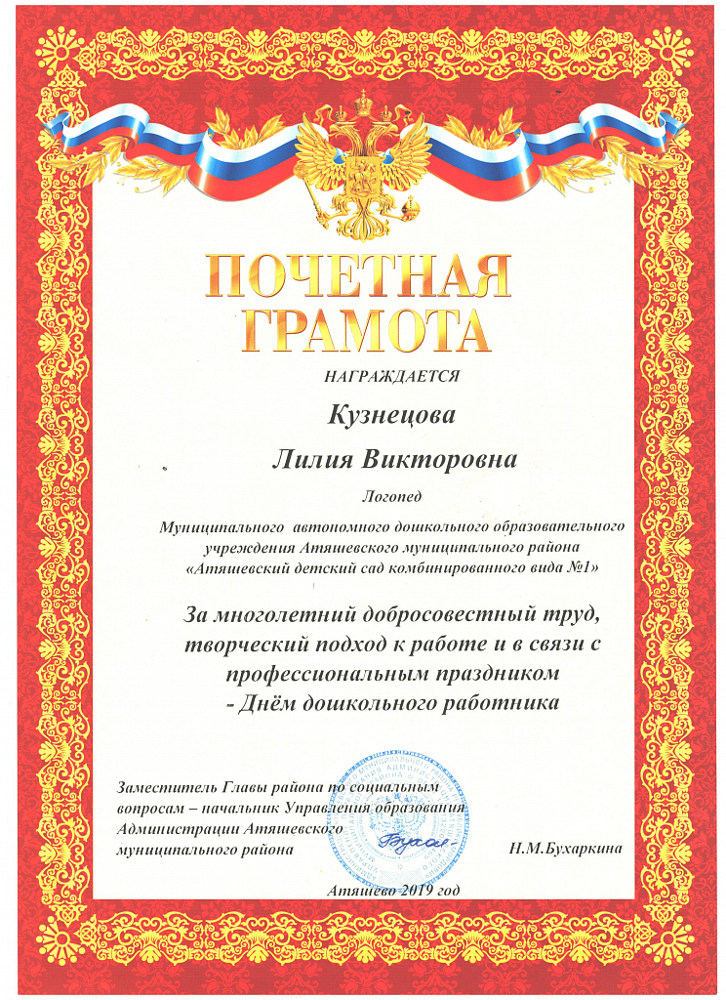 ПОЧЕТНАЯ
ГРАМОТА
НАГРАЖДАЕТСЯ
Кузнецова
Лилия Викторовна
Логопед
Муниципального автономного дошкольного образовательного
учреждения Атяшевского муниципального района
«Атяшевский детский сад комбинированного вида №1»
За многолетний добросовестный труд,
творческий подход к работе и в связи с
профессиональным праздником
- Днём дошкольного работника
Заместитель Главы района по социальным
вопросам – начальник Управления образования
Администрации Атяшевского
муниципального района Н.М.Бухаркина
Атяшево 2019 год